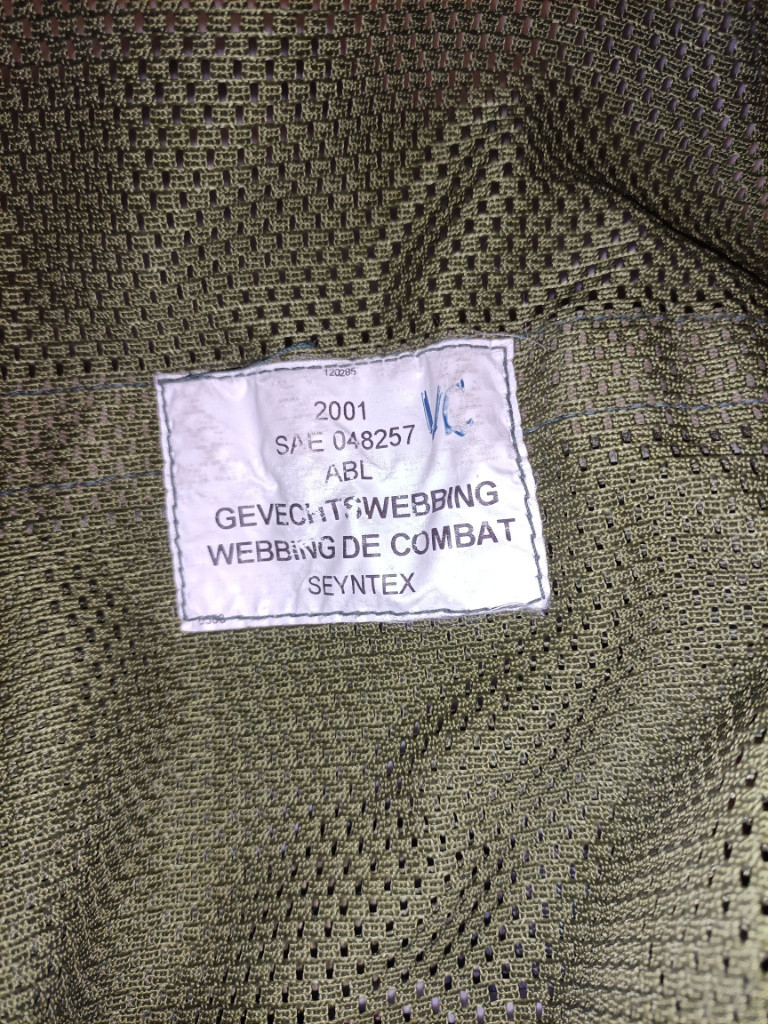 120285
2001 VC
SAE 048257
ABL
GEVECHTSWEBBING
WEBBING DE COMBAT
SEYNTEX